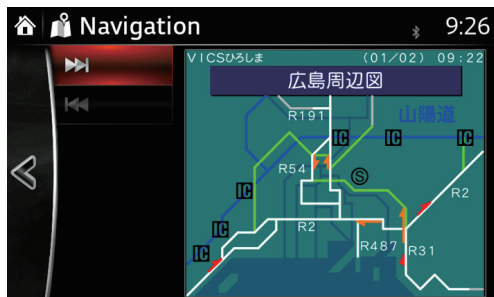 Navigation
9:26
VICSひろしま
(01/02) 09:22
広島周辺図
R191
山陽道
IC
IC
IC
R54
S
IC
R2
IC
R2
IC
R487
R31